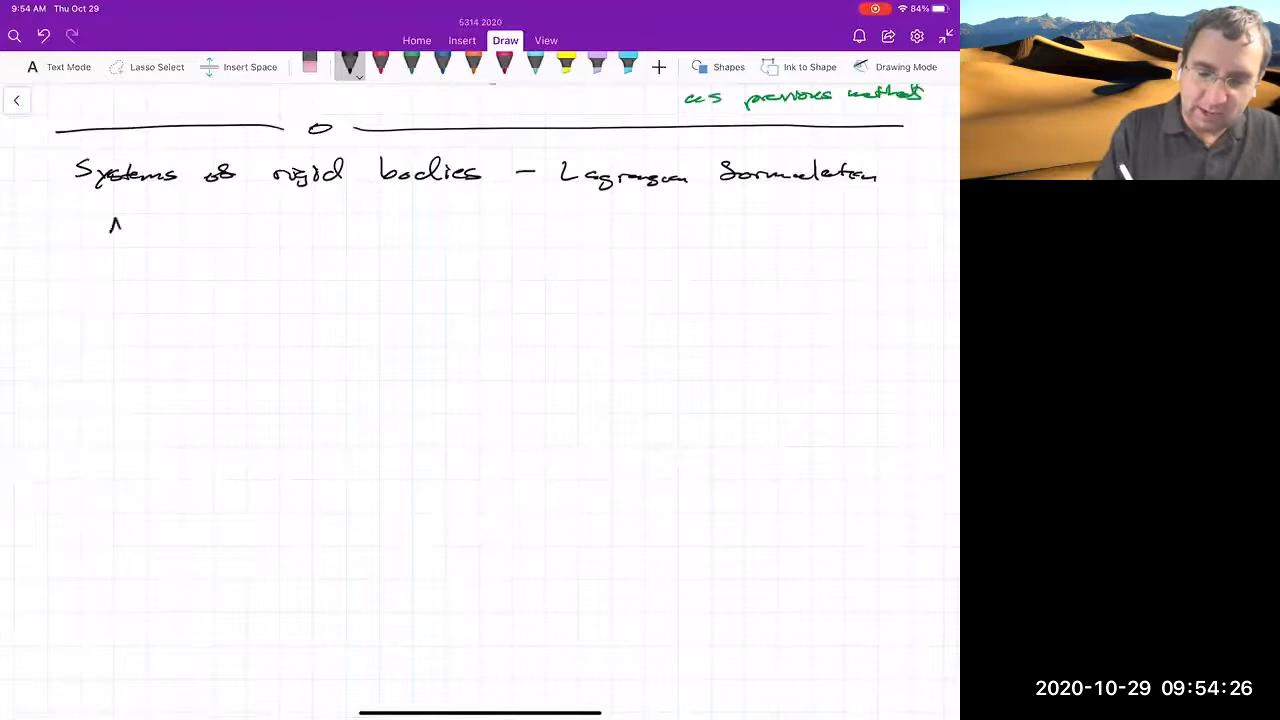 9:54 AM Thu Oct 29
84%
5314 2020
Home Insert Draw View
A Text Mode Lasso Select Insert Space Shapes Ink to Shape Drawing Mode
as previous method
Systems of rigid bodies - Lagrangian formulation
2020-10-29 09:54:26